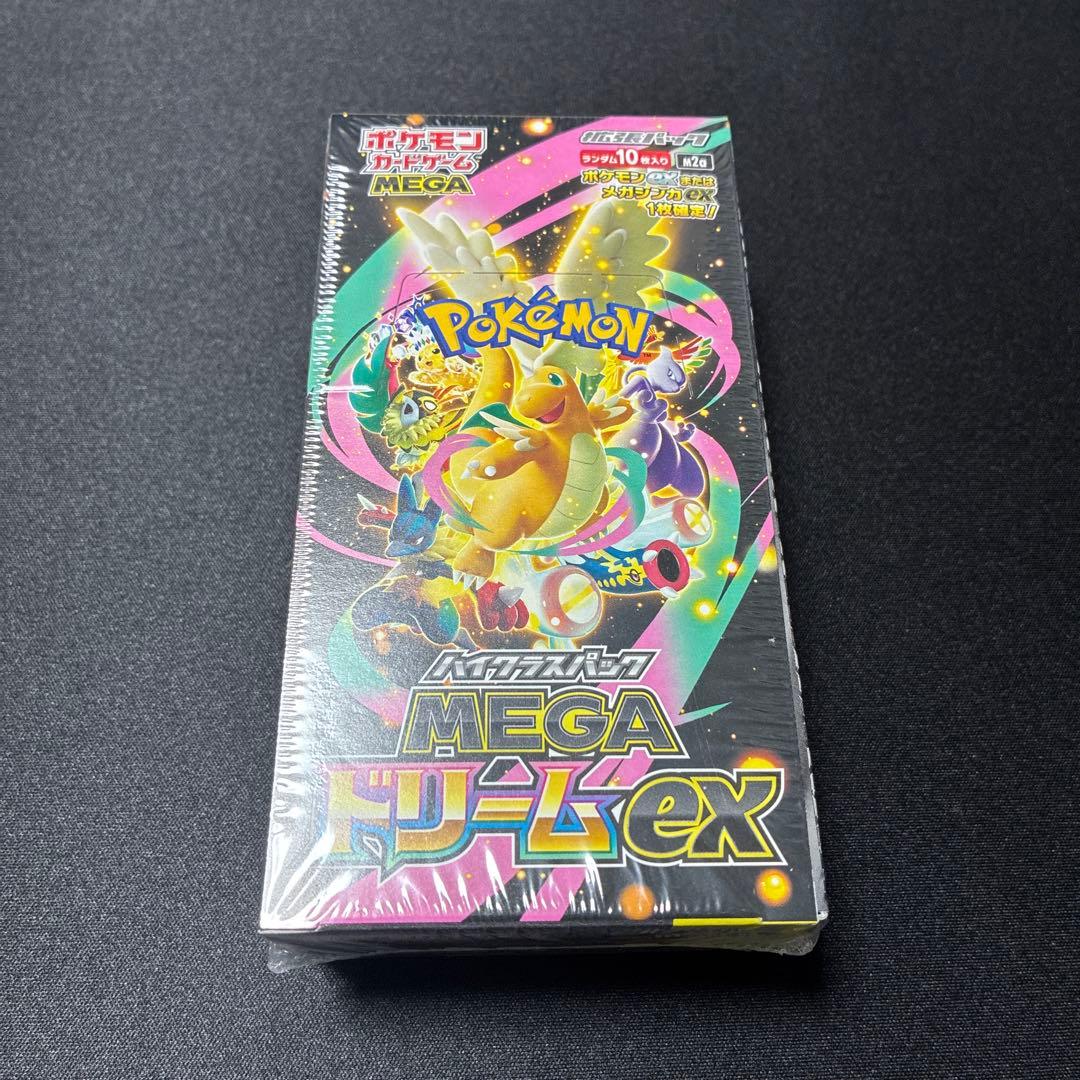 ポケモン
カードゲーム
MEGA
拡張パック
ランダム10枚入り M2a
ポケモンexまたは
メガシンカex
1枚確定!
POKéMON
TM
ハイクラスパック
MEGA
ドリームex